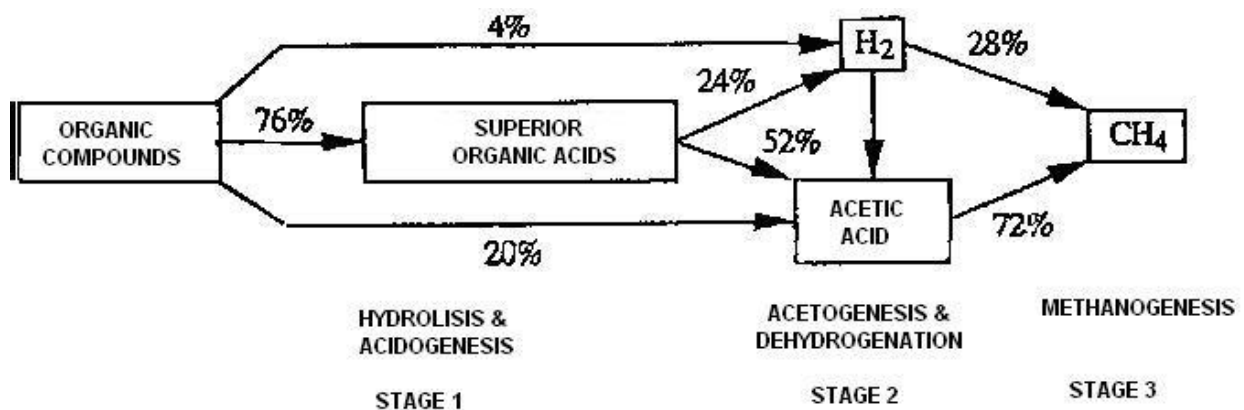 4%
H2
28%
24%
ORGANIC
COMPOUNDS
76%
SUPERIOR
ORGANIC ACIDS
52%
CH4
ACETIC
ACID
72%
20%
HYDROLISIS &
ACIDOGENESIS
ACETOGENESIS &
DEHYDROGENATION
METHANOGENESIS
STAGE 1
STAGE 2
STAGE 3